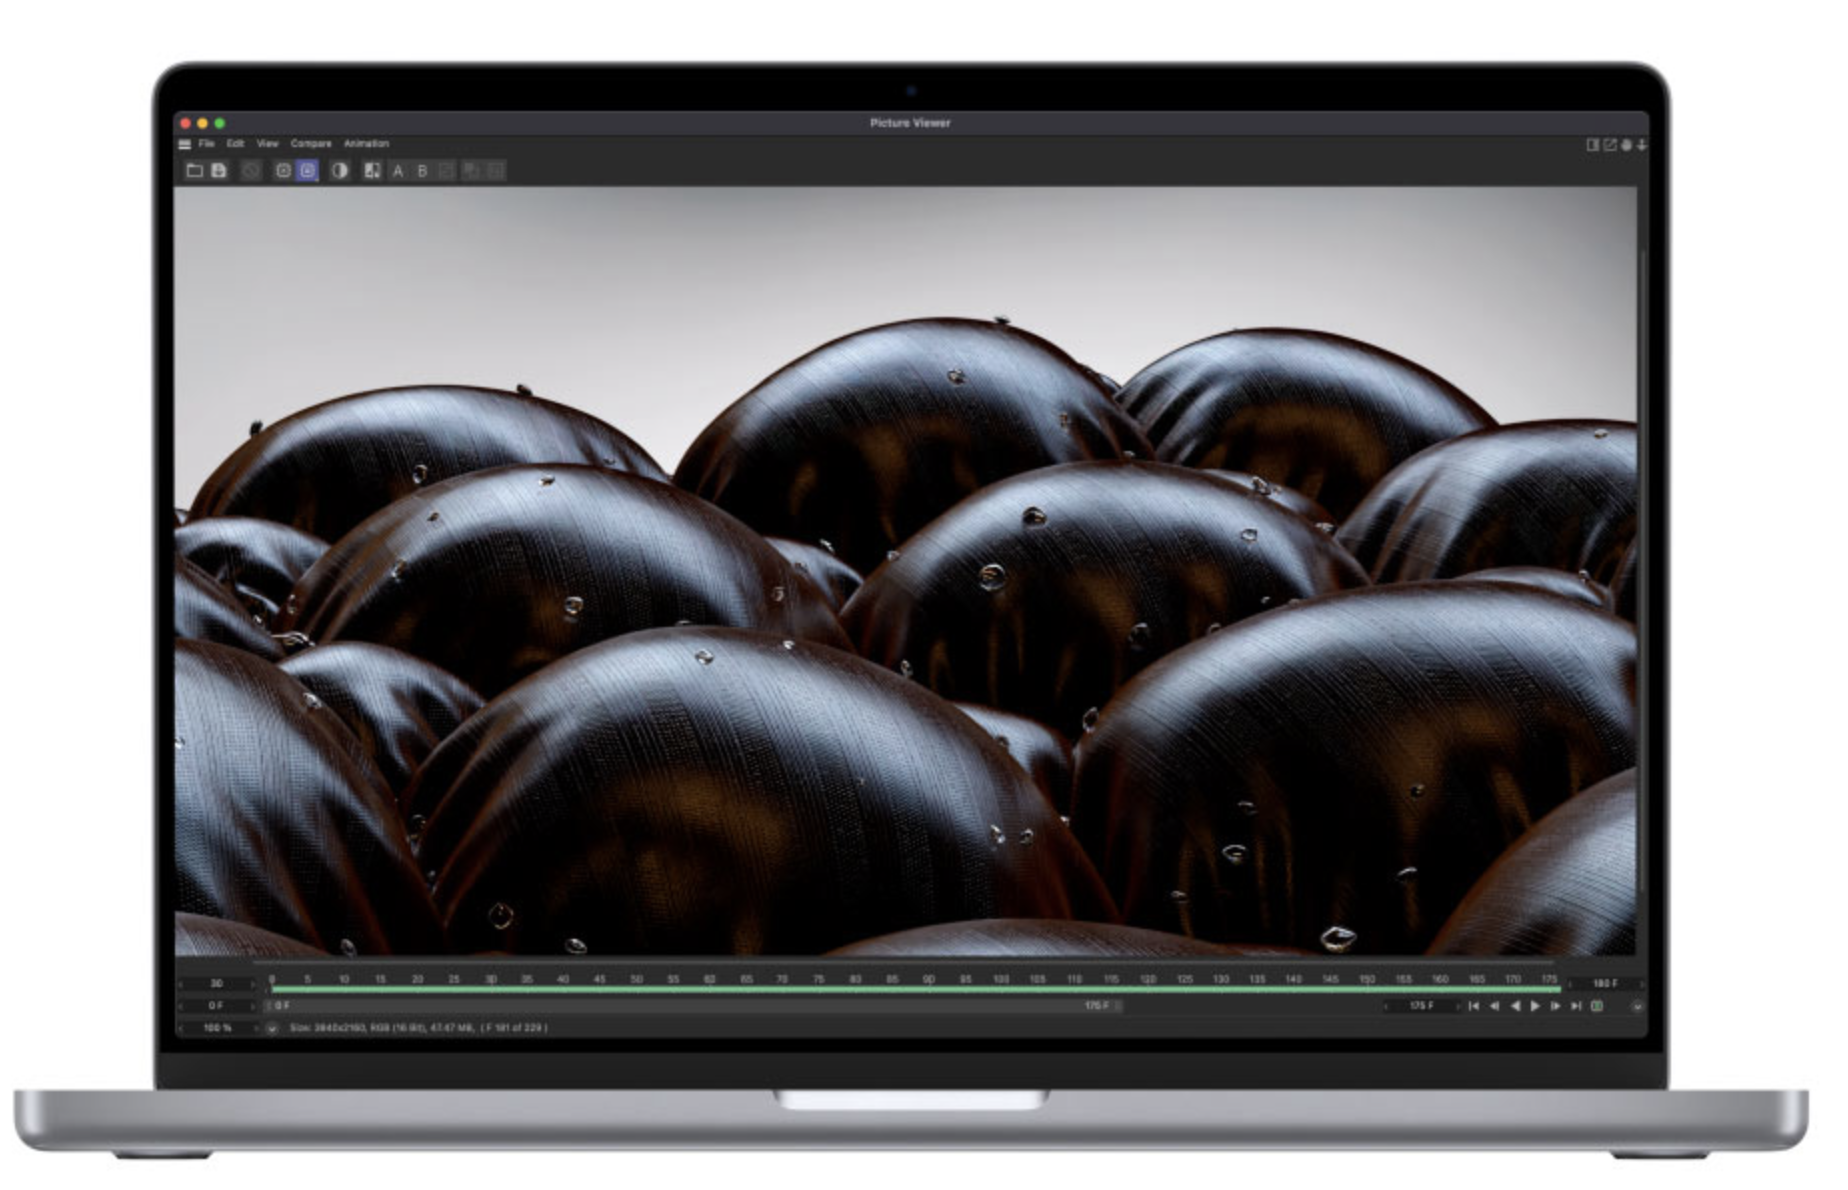 Picture Viewer
File Edit View Compare Animation
A B
30 0 5 10 15 20 25 30 35 40 45 50 55 60 65 70 75 80 85 90 95 100 105 110 115 120 125 130 135 140 145 150 155 160 165 170 175 180 F
0 F 0 F 175 F 175 F
100 % Size: 3840x2160, RGB (16 Bit), 47.47 MB, ( F 181 of 229 )